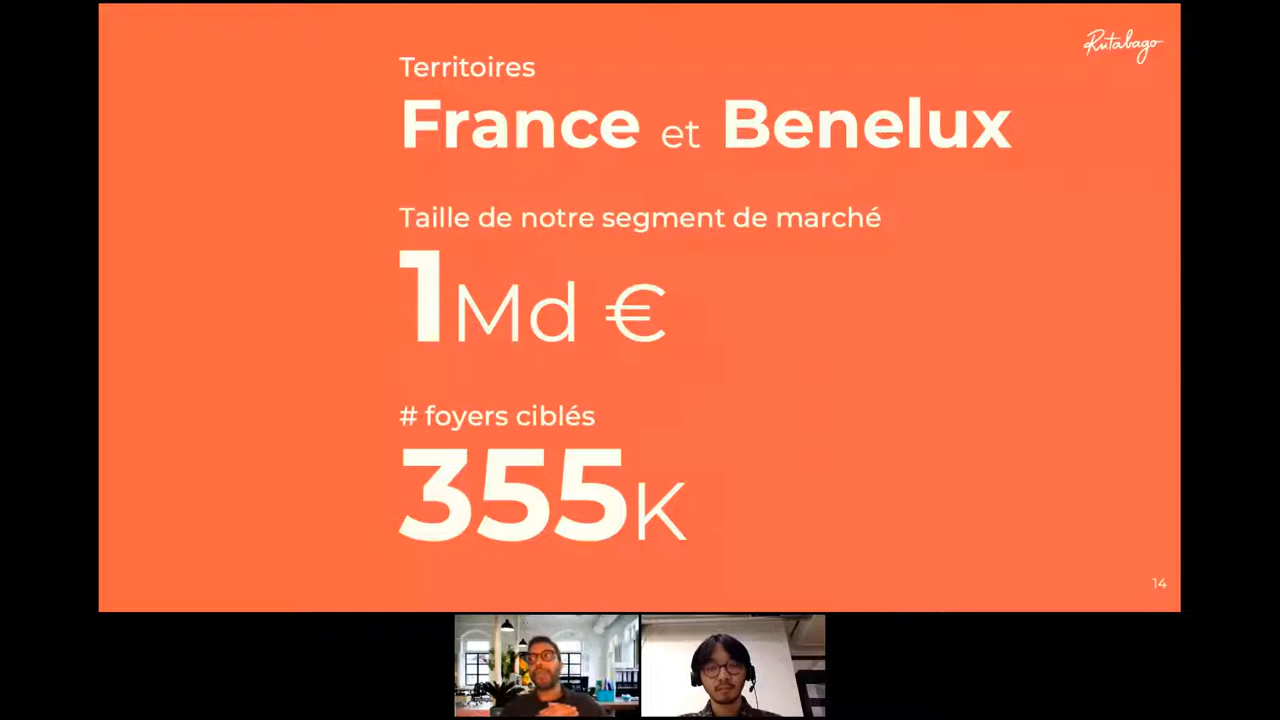 Rutabago
Territoires
France et Benelux
Taille de notre segment de marché
1Md €
# foyers ciblés
355K
14